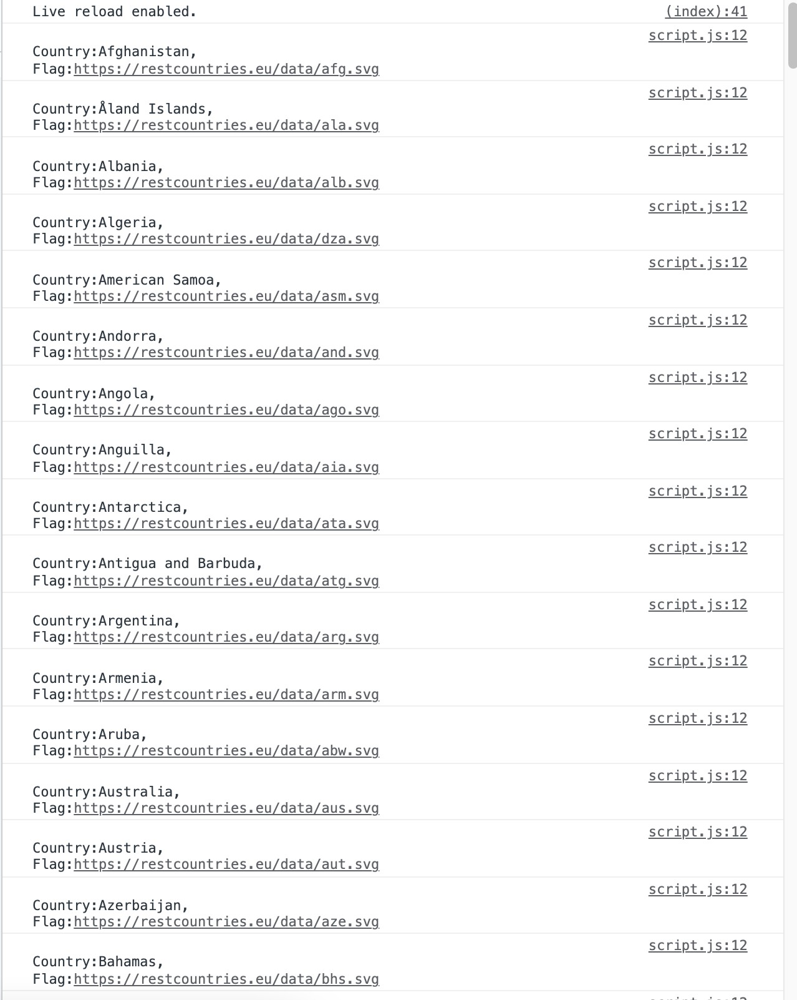 Live reload enabled. (index):41
script.js:12
Country:Afghanistan,
Flag:https://restcountries.eu/data/afg.svg
script.js:12
Country:Åland Islands,
Flag:https://restcountries.eu/data/ala.svg
script.js:12
Country:Albania,
Flag:https://restcountries.eu/data/alb.svg
script.js:12
Country:Algeria,
Flag:https://restcountries.eu/data/dza.svg
script.js:12
Country:American Samoa,
Flag:https://restcountries.eu/data/asm.svg
script.js:12
Country:Andorra,
Flag:https://restcountries.eu/data/and.svg
script.js:12
Country:Angola,
Flag:https://restcountries.eu/data/ago.svg
script.js:12
Country:Anguilla,
Flag:https://restcountries.eu/data/aia.svg
script.js:12
Country:Antarctica,
Flag:https://restcountries.eu/data/ata.svg
script.js:12
Country:Antigua and Barbuda,
Flag:https://restcountries.eu/data/atg.svg
script.js:12
Country:Argentina,
Flag:https://restcountries.eu/data/arg.svg
script.js:12
Country:Armenia,
Flag:https://restcountries.eu/data/arm.svg
script.js:12
Country:Aruba,
Flag:https://restcountries.eu/data/abw.svg
script.js:12
Country:Australia,
Flag:https://restcountries.eu/data/aus.svg
script.js:12
Country:Austria,
Flag:https://restcountries.eu/data/aut.svg
script.js:12
Country:Azerbaijan,
Flag:https://restcountries.eu/data/aze.svg
script.js:12
Country:Bahamas,
Flag:https://restcountries.eu/data/bhs.svg